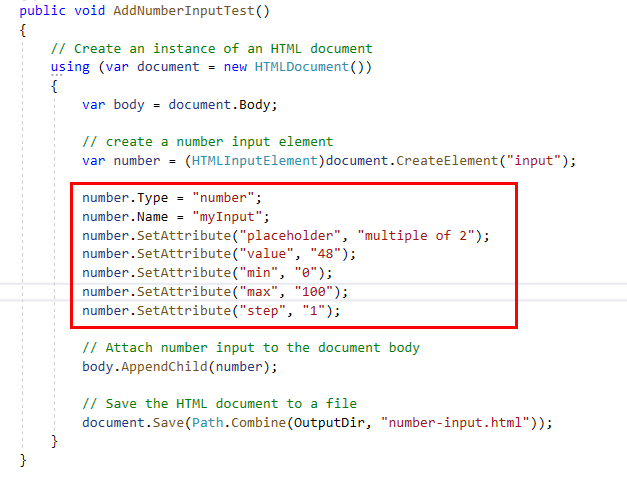 public void AddNumberInputTest()
{
// Create an instance of an HTML document
using (var document = new HTMLDocument())
{
var body = document.Body;
// create a number input element
var number = (HTMLInputElement)document.CreateElement("input");
number.Type = "number";
number.Name = "myInput";
number.SetAttribute("placeholder", "multiple of 2");
number.SetAttribute("value", "48");
number.SetAttribute("min", "0");
number.SetAttribute("max", "100");
number.SetAttribute("step", "1");
// Attach number input to the document body
body.AppendChild(number);
// Save the HTML document to a file
document.Save(Path.Combine(OutputDir, "number-input.html"));
}
}